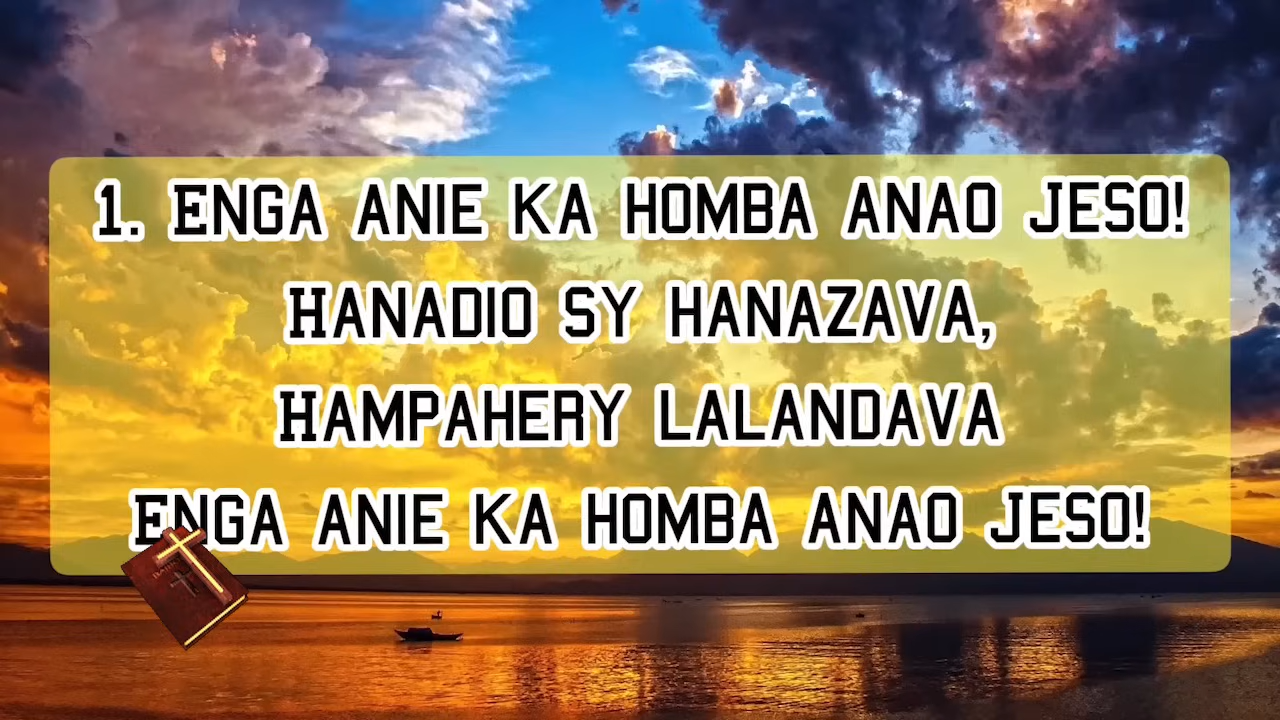 1. ENGA ANIE KA HOMBA ANAO JESO!
HANADIO SY HANAZAVA,
HAMPAHERY LALANDAVA
ENGA ANIE KA HOMBA ANAO JESO!